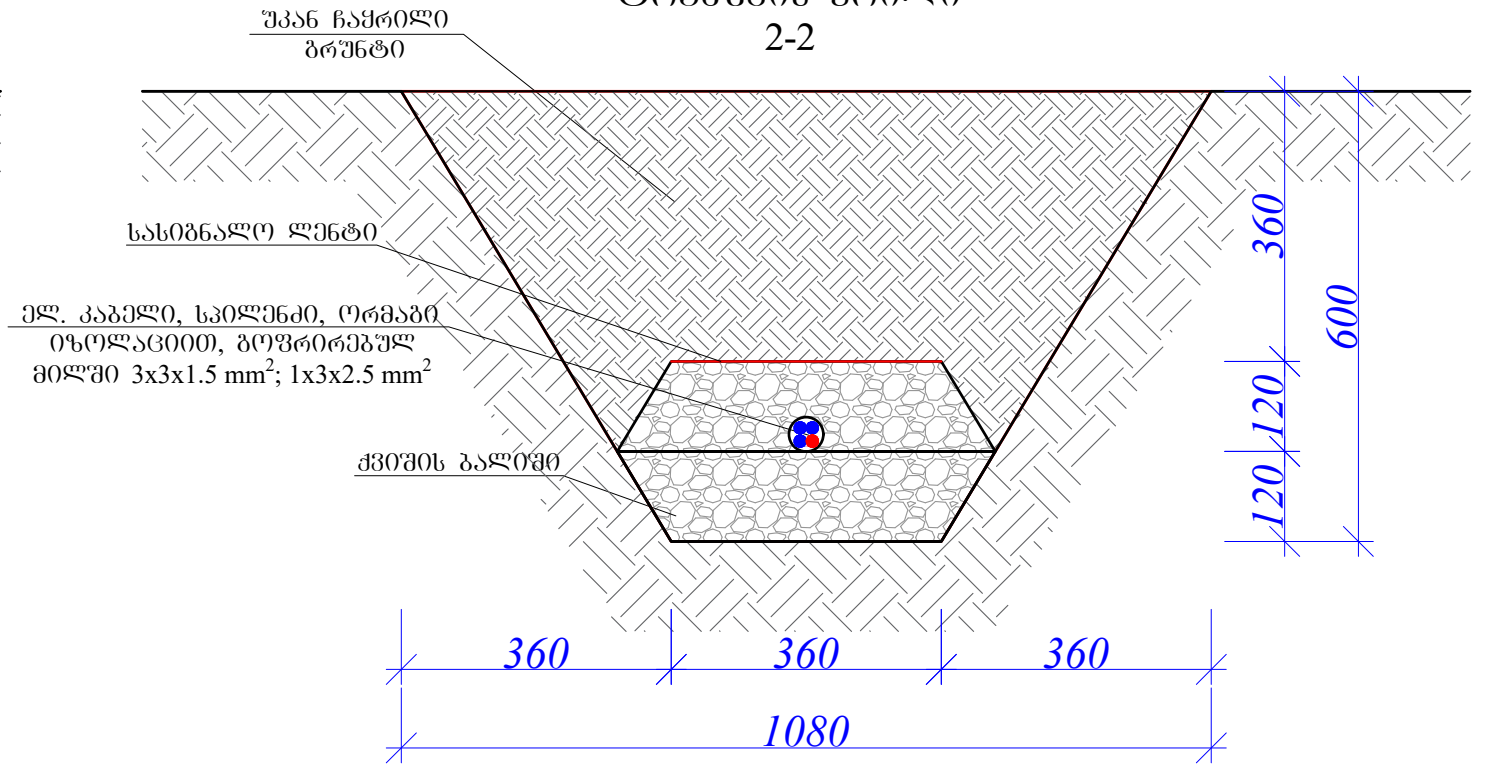 2-2
უკან ჩაყრილი
გრუნტი
სასიგნალო ლენტი
ელ. კაბელი, სპილენძი, ორმაგი
იზოლაციით, გოფრირებულ
მილში 3x3x1.5 mm²; 1x3x2.5 mm²
ქვიშის ბალიში
360
600
120
120
360
360
360
1080